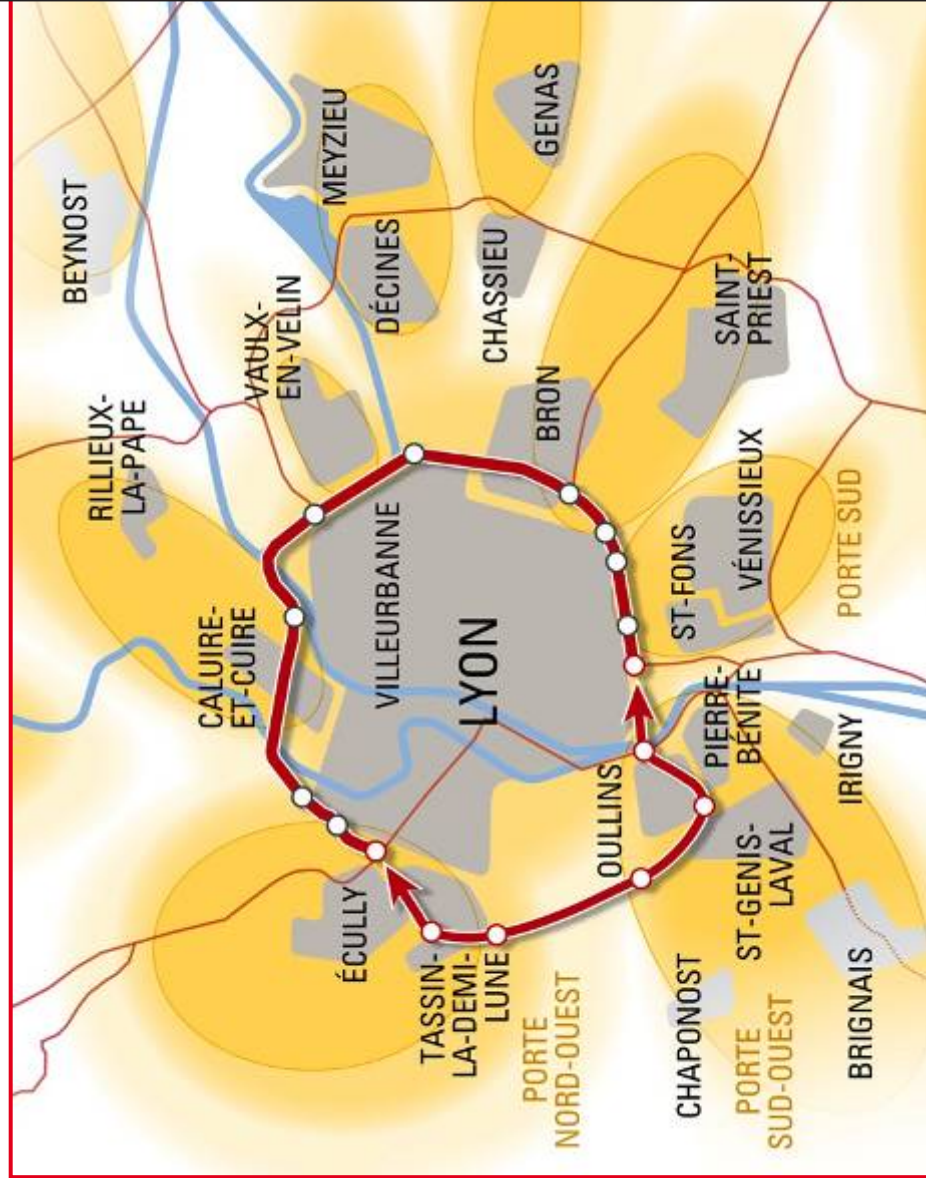 BEYNOST
RILLIEUX-
LA-PAPE
MEYZIEU
VAULX-
EN-VELIN
DÉCINES
GENAS
CALUIRE-
ET-CUIRE
CHASSIEU
VILLEURBANNE
BRON
LYON
ÉCULLY
SAINT-
PRIEST
TASSIN-
LA-DEMI-
LUNE
ST-FONS
VÉNISSIEUX
OULLINS
PORTE
NORD-OUEST
PIERRE-
BÉNITE
PORTE SUD
CHAPONOST
ST-GENIS-
LAVAL
IRIGNY
PORTE
SUD-OUEST
BRIGNAIS